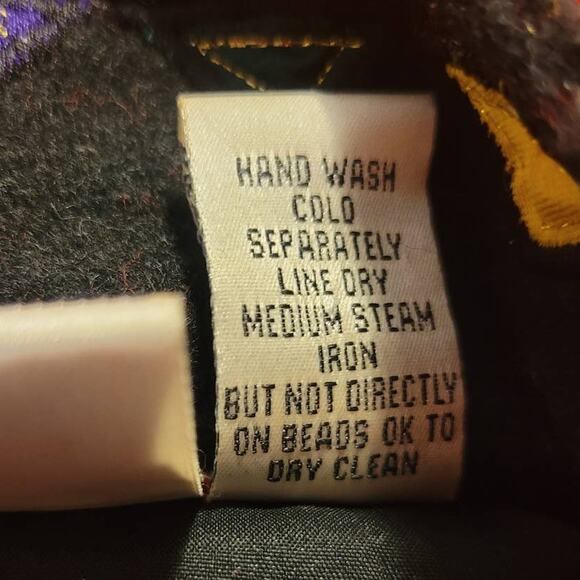 HAND WASH
COLD
SEPARATELY
LINE DRY
MEDIUM STEAM
IRON
BUT NOT DIRECTLY
ON BEADS OK TO
DRY CLEAN